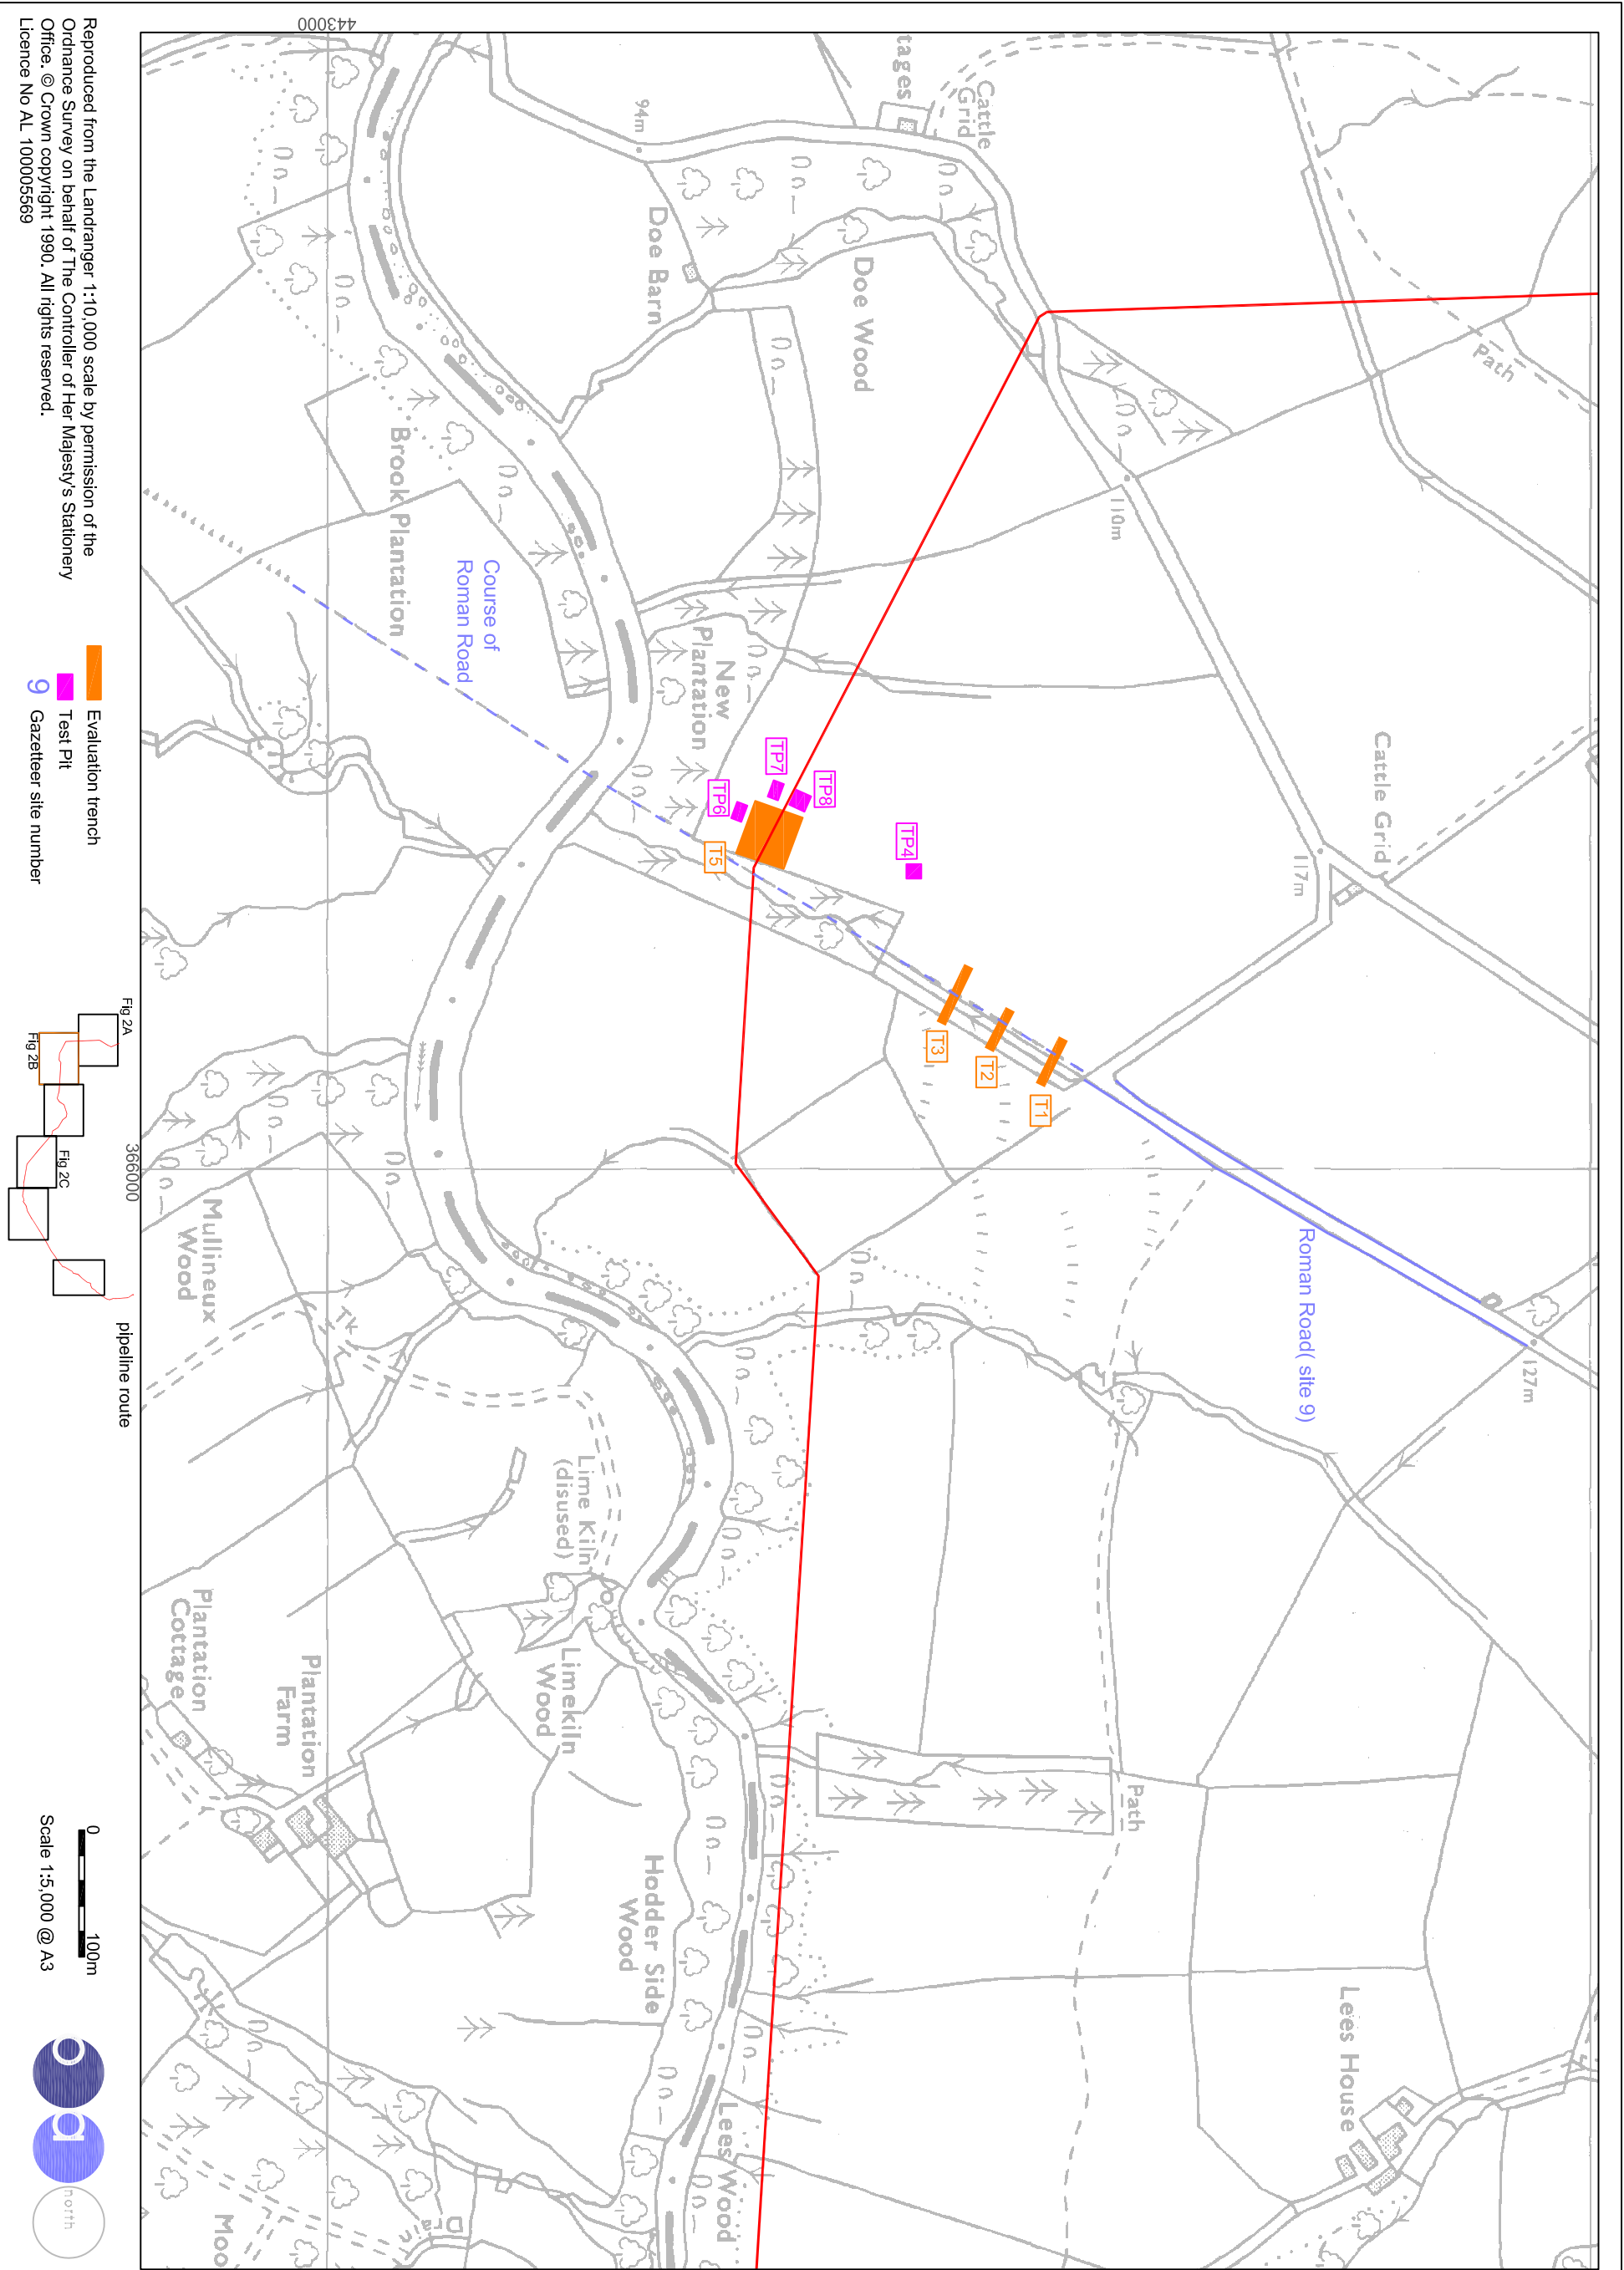 Path
Cattle Grid
110m
117m
127m
Roman Road( site 9)
Path
Lees House
tages
Cattle
Grid
94m
Doe Wood
Doe Barn
New
Plantation
TP8
TP7
TP6
TP4
T5
T3
T2
T1
Course of
Roman Road
Brook Plantation
Mullineux
Wood
Tk
Lime Kiln
(disused)
Limekiln
Wood
Plantation
Farm
Plantation
Cottage
Hodder Side
Wood
Lees Wood
Moo
443000
366000
Reproduced from the Landranger 1:10,000 scale by permission of the
Ordnance Survey on behalf of The Controller of Her Majesty's Stationery
Office. © Crown copyright 1990. All rights reserved.
Licence No AL 100005569
Evaluation trench
Test Pit
9 Gazetteer site number
Fig 2A
Fig 2B
Fig 2C
pipeline route
0 100m
Scale 1:5,000 @ A3
oa
north